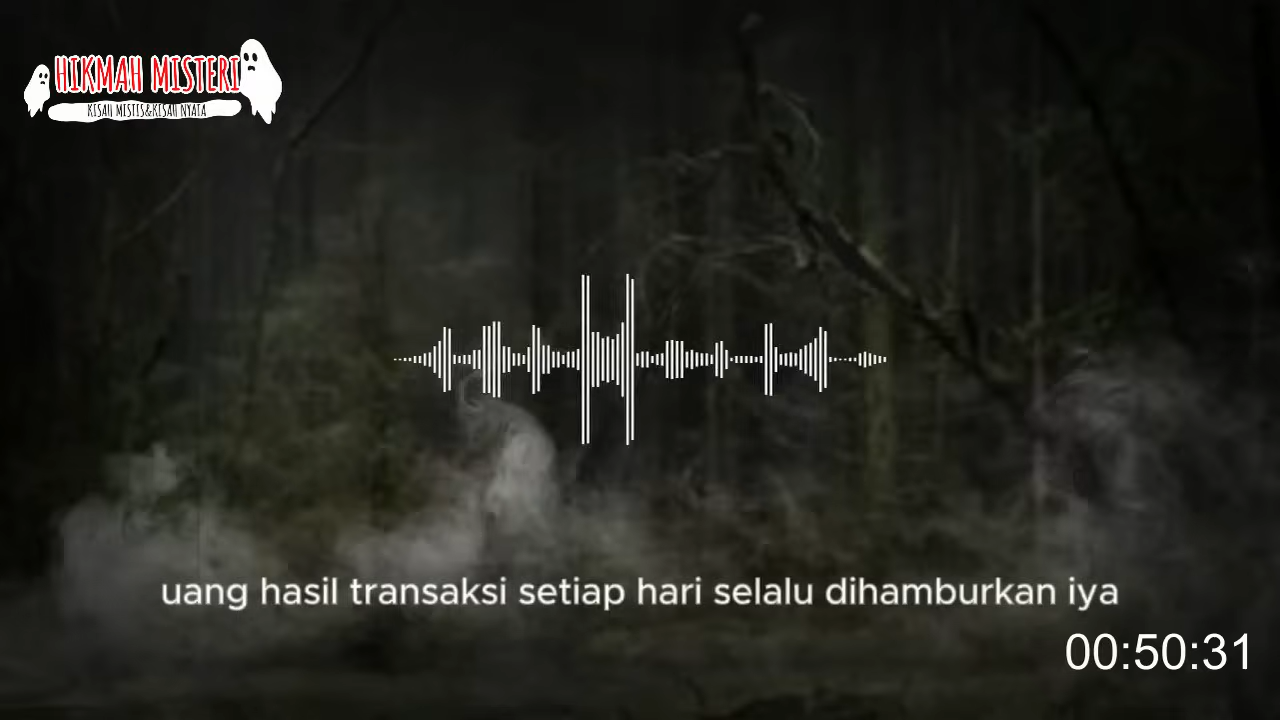 HIKMAH MISTERI
KISAH MISTIS&KISAH NYATA
uang hasil transaksi setiap hari selalu dihamburkan iya
00:50:31